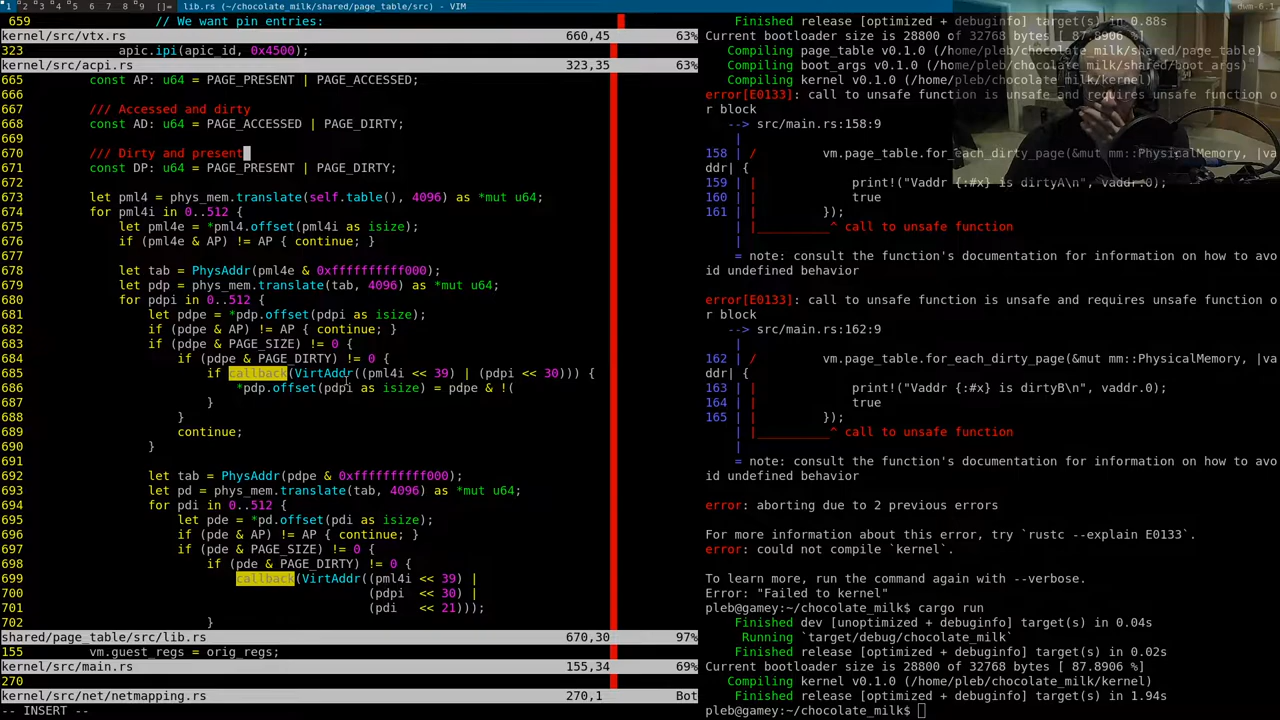 1 2 3 4 5 6 7 8 9 []= lib.rs (~/chocolate_milk/shared/page_table/src) - VIM
dwm-6.1
659 // We want pin entries:
kernel/src/vtx.rs 660,45 63%
323 apic.ipi(apic_id, 0x4500);
kernel/src/acpi.rs 323,35 63%
665 const AP: u64 = PAGE_PRESENT | PAGE_ACCESSED;
666
667 /// Accessed and dirty
668 const AD: u64 = PAGE_ACCESSED | PAGE_DIRTY;
669
670 /// Dirty and present
671 const DP: u64 = PAGE_PRESENT | PAGE_DIRTY;
672
673 let pml4 = phys_mem.translate(self.table(), 4096) as *mut u64;
674 for pml4i in 0..512 {
675 let pml4e = *pml4.offset(pml4i as isize);
676 if (pml4e & AP) != AP { continue; }
677
678 let tab = PhysAddr(pml4e & 0xffffffffff000);
679 let pdp = phys_mem.translate(tab, 4096) as *mut u64;
680 for pdpi in 0..512 {
681 let pdpe = *pdp.offset(pdpi as isize);
682 if (pdpe & AP) != AP { continue; }
683 if (pdpe & PAGE_SIZE) != 0 {
684 if (pdpe & PAGE_DIRTY) != 0 {
685 if callback(VirtAddr((pml4i << 39) | (pdpi << 30))) {
686 *pdp.offset(pdpi as isize) = pdpe & !(
687 }
688 }
689 continue;
690 }
691
692 let tab = PhysAddr(pdpe & 0xffffffffff000);
693 let pd = phys_mem.translate(tab, 4096) as *mut u64;
694 for pdi in 0..512 {
695 let pde = *pd.offset(pdi as isize);
696 if (pde & AP) != AP { continue; }
697 if (pde & PAGE_SIZE) != 0 {
698 if (pde & PAGE_DIRTY) != 0 {
699 callback(VirtAddr((pml4i << 39) |
700 (pdpi << 30) |
701 (pdi << 21)));
702 }
shared/page_table/src/lib.rs 670,30 97%
155 vm.guest_regs = orig_regs;
kernel/src/main.rs 155,34 69%
270
kernel/src/net/netmapping.rs 270,1 Bot
-- INSERT --
Finished release [optimized + debuginfo] target(s) in 0.88s
Current bootloader size is 28800 of 32768 bytes [ 87.8906 %]
Compiling page_table v0.1.0 (/home/pleb/chocolate_milk/shared/page_table)
Compiling boot_args v0.1.0 (/home/pleb/chocolate_milk/shared/boot_args)
Compiling kernel v0.1.0 (/home/pleb/chocolate_milk/kernel)
error[E0133]: call to unsafe function is unsafe and requires unsafe function o
r block
--> src/main.rs:158:9
|
158 | / vm.page_table.for_each_dirty_page(&mut mm::PhysicalMemory, |va
ddr| {
159 | | print!("Vaddr {:#x} is dirtyA\n", vaddr.0);
160 | | true
161 | | });
| |_________^ call to unsafe function
|
= note: consult the function's documentation for information on how to avo
id undefined behavior
error[E0133]: call to unsafe function is unsafe and requires unsafe function o
r block
--> src/main.rs:162:9
|
162 | / vm.page_table.for_each_dirty_page(&mut mm::PhysicalMemory, |va
ddr| {
163 | | print!("Vaddr {:#x} is dirtyB\n", vaddr.0);
164 | | true
165 | | });
| |_________^ call to unsafe function
|
= note: consult the function's documentation for information on how to avo
id undefined behavior
error: aborting due to 2 previous errors
For more information about this error, try `rustc --explain E0133`.
error: could not compile `kernel`.
To learn more, run the command again with --verbose.
Error: "Failed to kernel"
pleb@gamey:~/chocolate_milk$ cargo run
Finished dev [unoptimized + debuginfo] target(s) in 0.04s
Running `target/debug/chocolate_milk`
Finished release [optimized + debuginfo] target(s) in 0.02s
Current bootloader size is 28800 of 32768 bytes [ 87.8906 %]
Compiling kernel v0.1.0 (/home/pleb/chocolate_milk/kernel)
Finished release [optimized + debuginfo] target(s) in 1.94s
pleb@gamey:~/chocolate_milk$